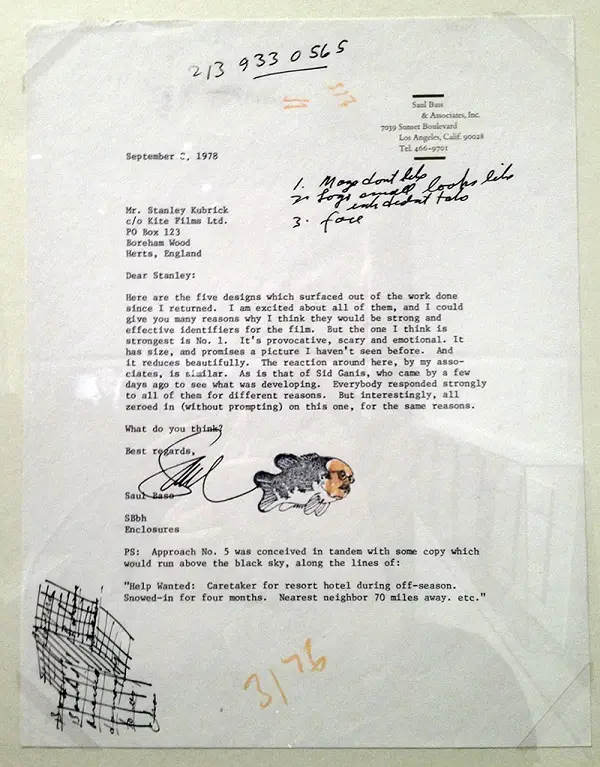 213 933 0565
Saul Bass
& Associates, Inc.
7039 Sunset Boulevard
Los Angeles, Calif. 90028
Tel. 466-9701
September , 1978
1. Maze dont like
2. Logo small looks like
ink didnt take
3. face
Mr. Stanley Kubrick
c/o Kite Films Ltd.
PO Box 123
Boreham Wood
Herts, England
Dear Stanley:
Here are the five designs which surfaced out of the work done
since I returned. I am excited about all of them, and I could
give you many reasons why I think they would be strong and
effective identifiers for the film. But the one I think is
strongest is No. 1. It's provocative, scary and emotional. It
has size, and promises a picture I haven't seen before. And
it reduces beautifully. The reaction around here, by my asso-
ciates, is similar. As is that of Sid Ganis, who came by a few
days ago to see what was developing. Everybody responded strongly
to all of them for different reasons. But interestingly, all
zeroed in (without prompting) on this one, for the same reasons.
What do you think?
Best regards,
Saul
Saul Bass
SBbh
Enclosures
PS: Approach No. 5 was conceived in tandem with some copy which
would run above the black sky, along the lines of:
"Help Wanted: Caretaker for resort hotel during off-season.
Snowed-in for four months. Nearest neighbor 70 miles away. etc."
3/76